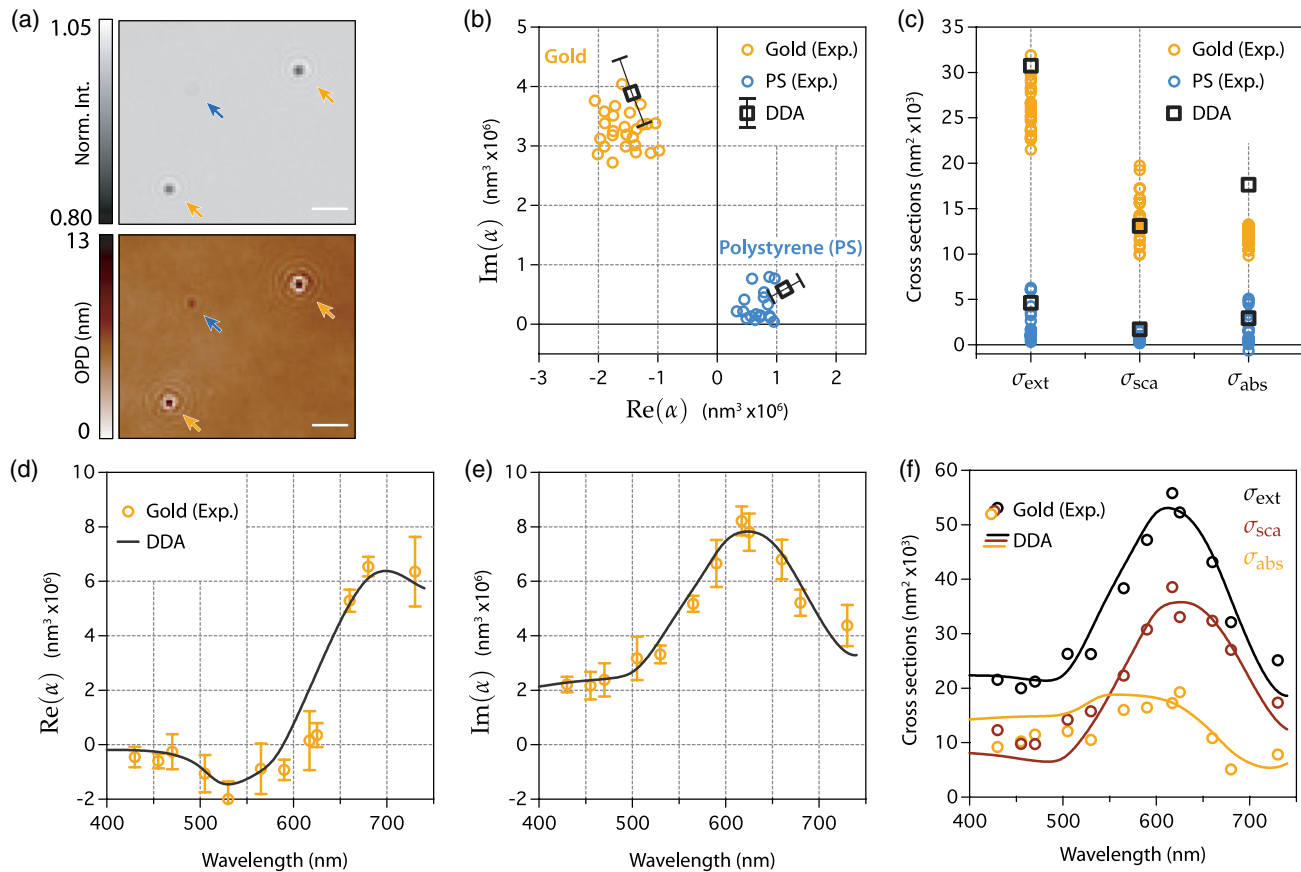 (a)
1.05
Norm. Int.
0.80
13
OPD (nm)
0
(b)
Im(α) (nm³ x10⁶)
5
4
3
2
1
0
-3 -2 -1 0 1 2
Re(α) (nm³ x10⁶)
Gold
Gold (Exp.)
PS (Exp.)
DDA
Polystyrene (PS)
(c)
Cross sections (nm² x10³)
35
30
25
20
15
10
5
0
σext σsca σabs
Gold (Exp.)
PS (Exp.)
DDA
(d)
Re(α) (nm³ x10⁶)
10
8
6
4
2
-0
-2
400 500 600 700
Wavelength (nm)
Gold (Exp.)
DDA
(e)
Im(α) (nm³ x10⁶)
10
8
6
4
2
0
-2
400 500 600 700
Wavelength (nm)
Gold (Exp.)
DDA
(f)
Cross sections (nm² x10³)
60
50
40
30
20
10
0
400 500 600 700
Wavelength (nm)
Gold (Exp.)
DDA
σext
σsca
σabs